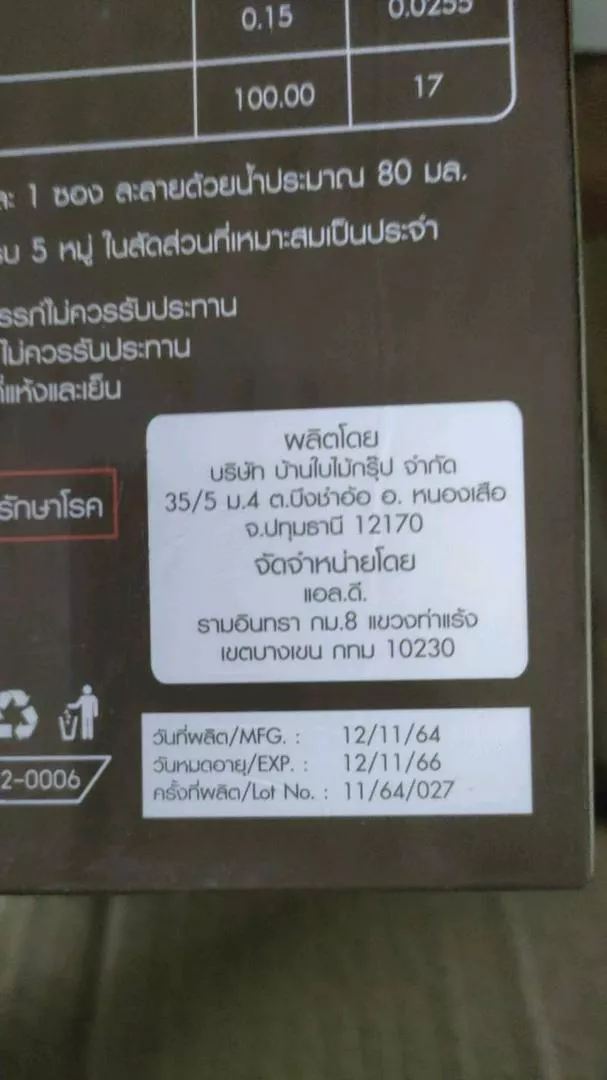 0.15 0.0255
100.00 17
1 ซอง ละลายด้วยน้ำประมาณ 80 มล.
5 หมู่ ในสัดส่วนที่เหมาะสมเป็นประจำ
ไม่ควรรับประทาน
ไม่ควรรับประทาน
แห้งและเย็น
รักษาโรค
ผลิตโดย
บริษัท บ้านใบไม้กรุ๊ป จำกัด
35/5 ม.4 ต.บึงชำอ้อ อ. หนองเสือ
จ.ปทุมธานี 12170
จัดจำหน่ายโดย
แอล.ดี.
รามอินทรา กม.8 แขวงท่าแร้ง
เขตบางเขน กทม 10230
วันที่ผลิต/MFG. : 12/11/64
วันหมดอายุ/EXP. : 12/11/66
ครั้งที่ผลิต/Lot No. : 11/64/027
2-0006